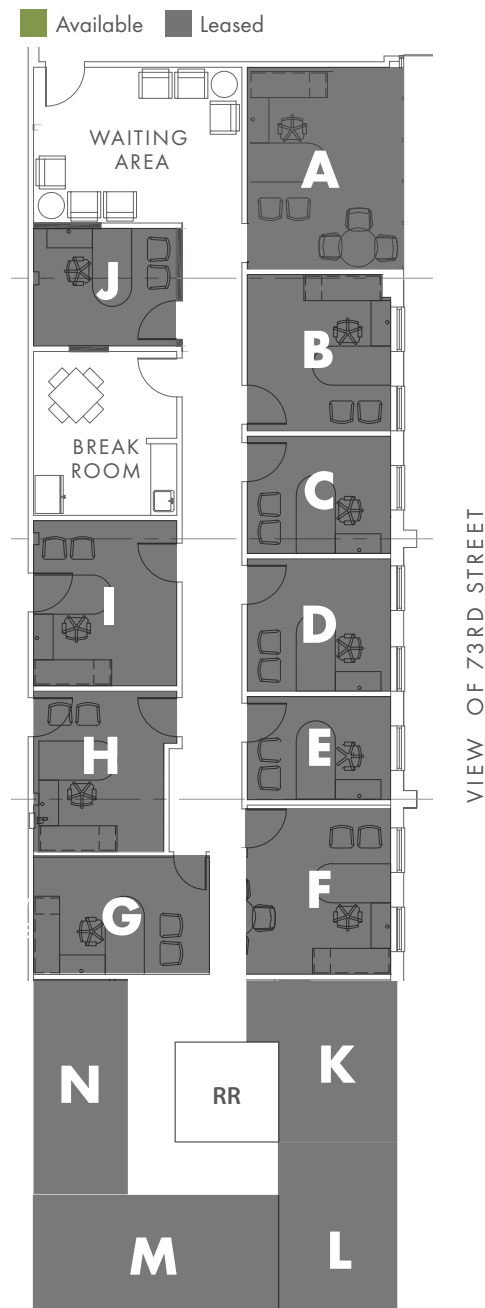 Available Leased
WAITING
AREA
A
J
B
BREAK
ROOM
C
I
D
H
E
G
F
N
K
RR
M
L
VIEW OF 73RD STREET